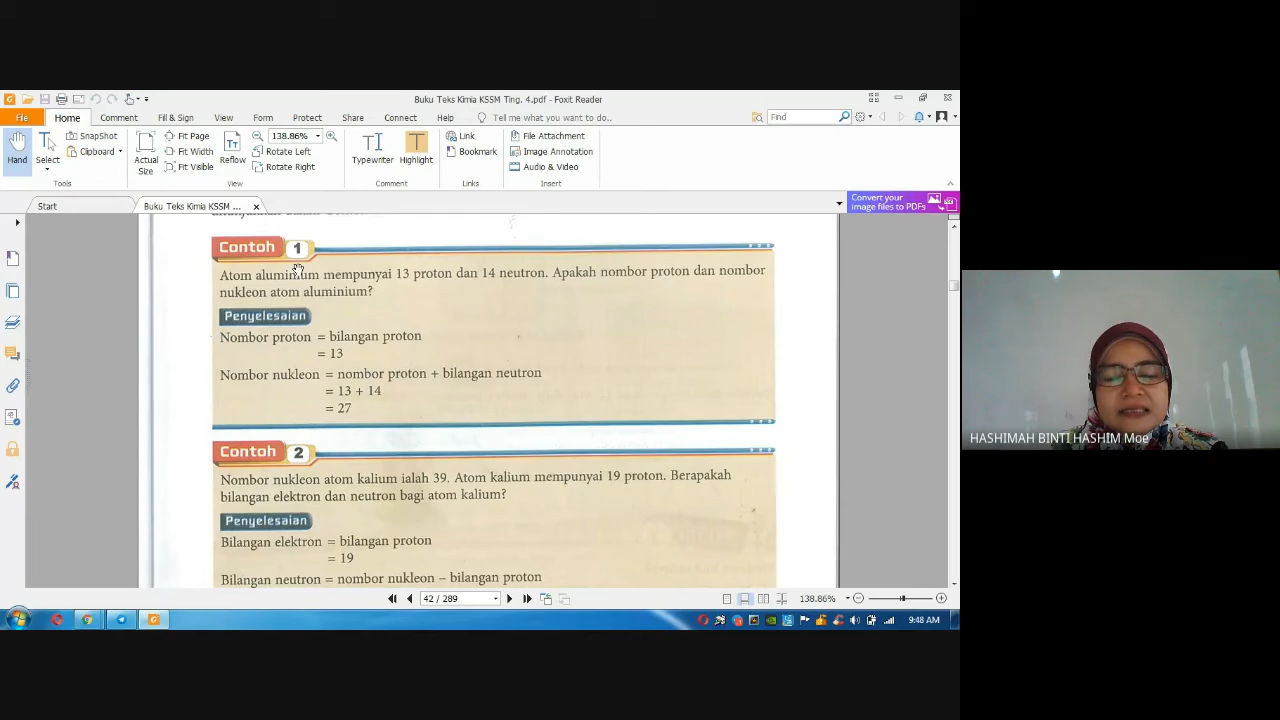 Buku Teks Kimia KSSM Ting. 4.pdf - Foxit Reader
File Home Comment Fill & Sign View Form Protect Share Connect Help Tell me what you want to do.. Find
Hand
Select
SnapShot
Clipboard
Actual Size
Fit Page
Fit Width
Fit Visible
Reflow
138.86%
Rotate Left
Rotate Right
Typewriter
Highlight
Link
Bookmark
File Attachment
Image Annotation
Audio & Video
Tools View Comment Links Insert
Start
Buku Teks Kimia KSSM ...
Convert your
image files to PDFs
Contoh 1
Atom aluminium mempunyai 13 proton dan 14 neutron. Apakah nombor proton dan nombor
nukleon atom aluminium?
Penyelesaian
Nombor proton = bilangan proton
= 13
Nombor nukleon = nombor proton + bilangan neutron
= 13 + 14
= 27
Contoh 2
Nombor nukleon atom kalium ialah 39. Atom kalium mempunyai 19 proton. Berapakah
bilangan elektron dan neutron bagi atom kalium?
Penyelesaian
Bilangan elektron = bilangan proton
= 19
Bilangan neutron = nombor nukleon − bilangan proton
42 / 289
138.86%
9:48 AM
HASHIMAH BINTI HASHIM Moe